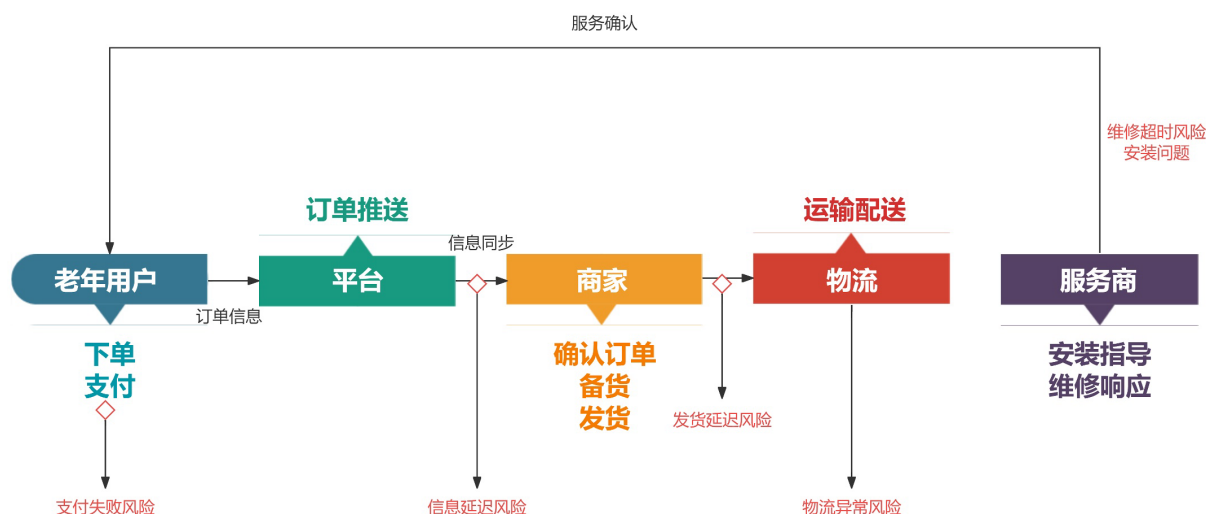 服务确认
维修超时风险
安装问题
订单推送
运输配送
信息同步
老年用户
平台
商家
物流
服务商
订单信息
下单
支付
确认订单
备货
发货
安装指导
维修响应
发货延迟风险
支付失败风险
信息延迟风险
物流异常风险